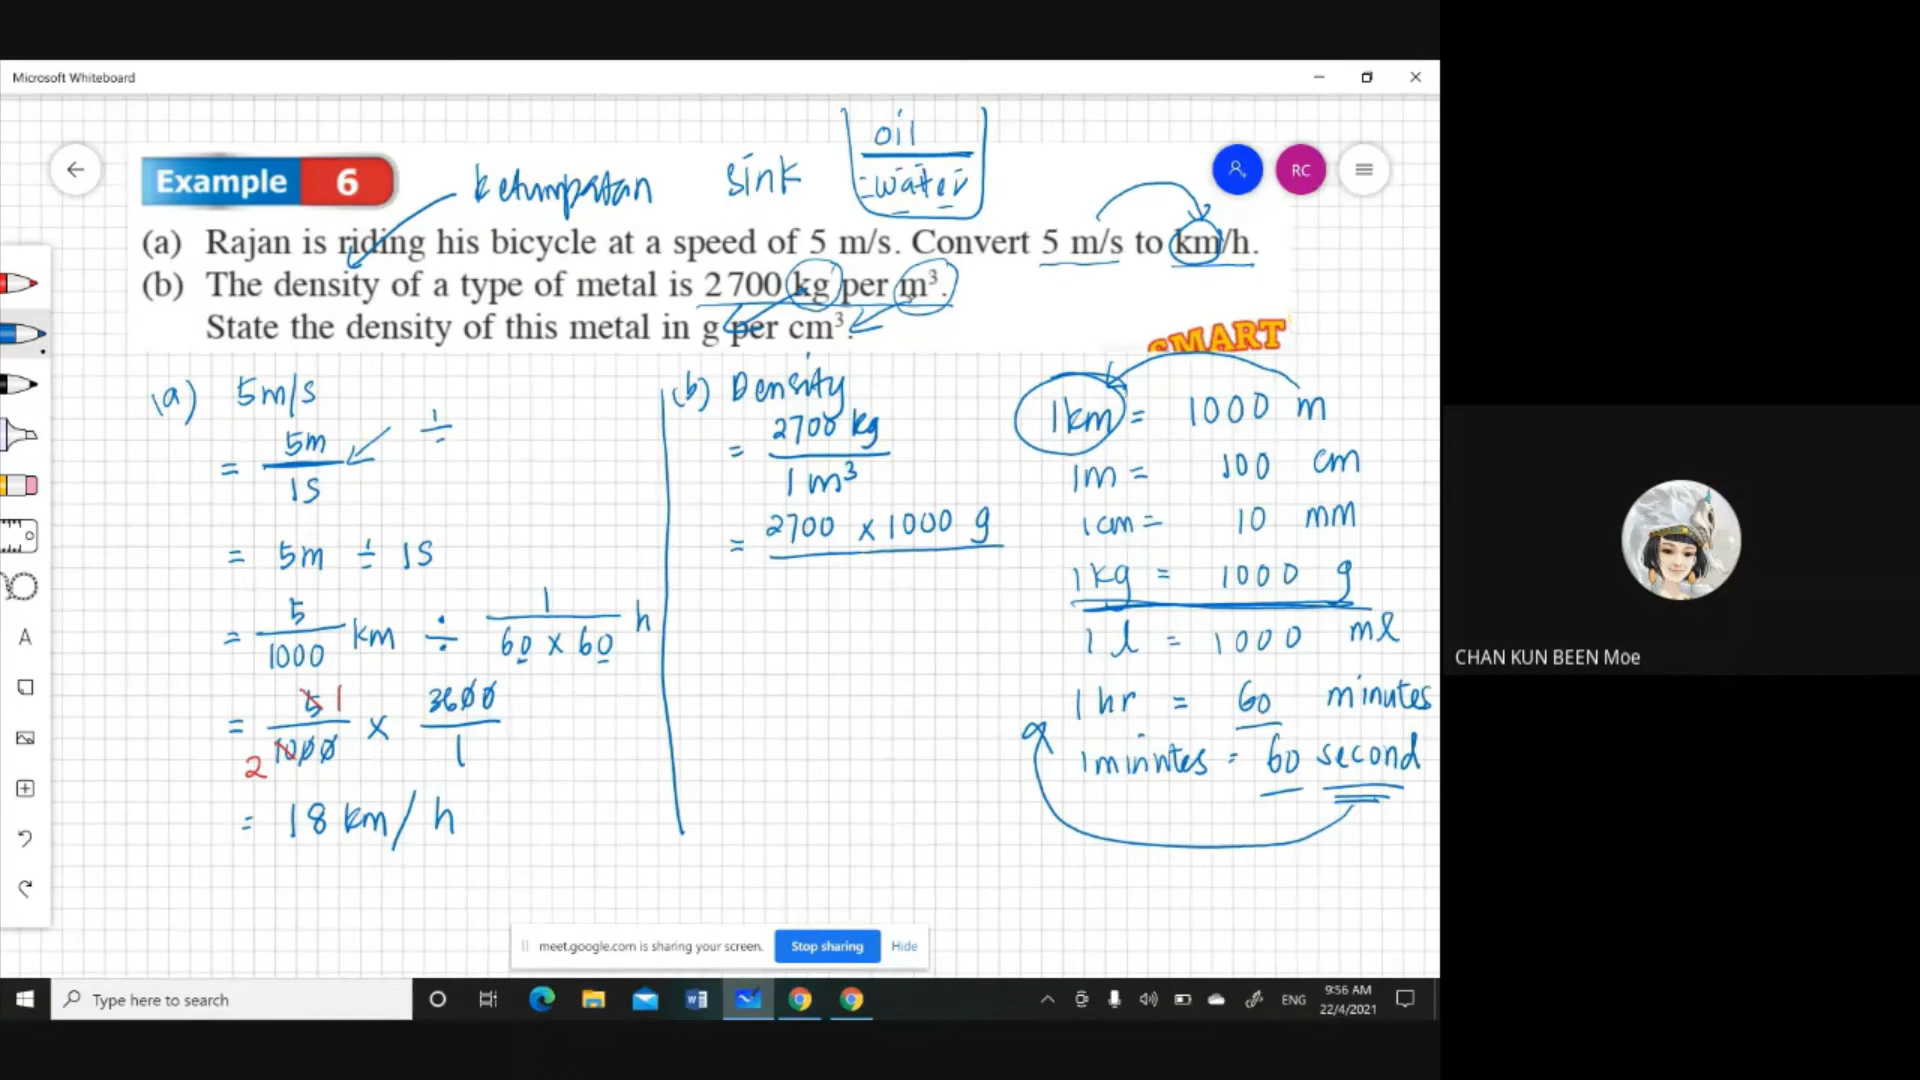 Microsoft Whiteboard
oil
water
Example 6
ketumpatan
sink
RC
(a) Rajan is riding his bicycle at a speed of 5 m/s. Convert 5 m/s to km/h.
(b) The density of a type of metal is 2 700 kg per m³.
State the density of this metal in g per cm³.
SMART
(a) 5m/s
÷
= 5m
1s
= 5m ÷ 1s
= 5/1000 km ÷ 1/(60 x 60) h
= 5 1/1000 2 x 3600/1
= 18 km/h
(b) Density
= 2700 kg
1 m³
= 2700 x 1000 g
1km = 1000 m
1m = 100 cm
1cm = 10 mm
1kg = 1000 g
1 l = 1000 ml
1 hr = 60 minutes
1 minntes = 60 second
CHAN KUN BEEN Moe
A
meet.google.com is sharing your screen.
Stop sharing
Hide
Type here to search
ENG
9:56 AM
22/4/2021